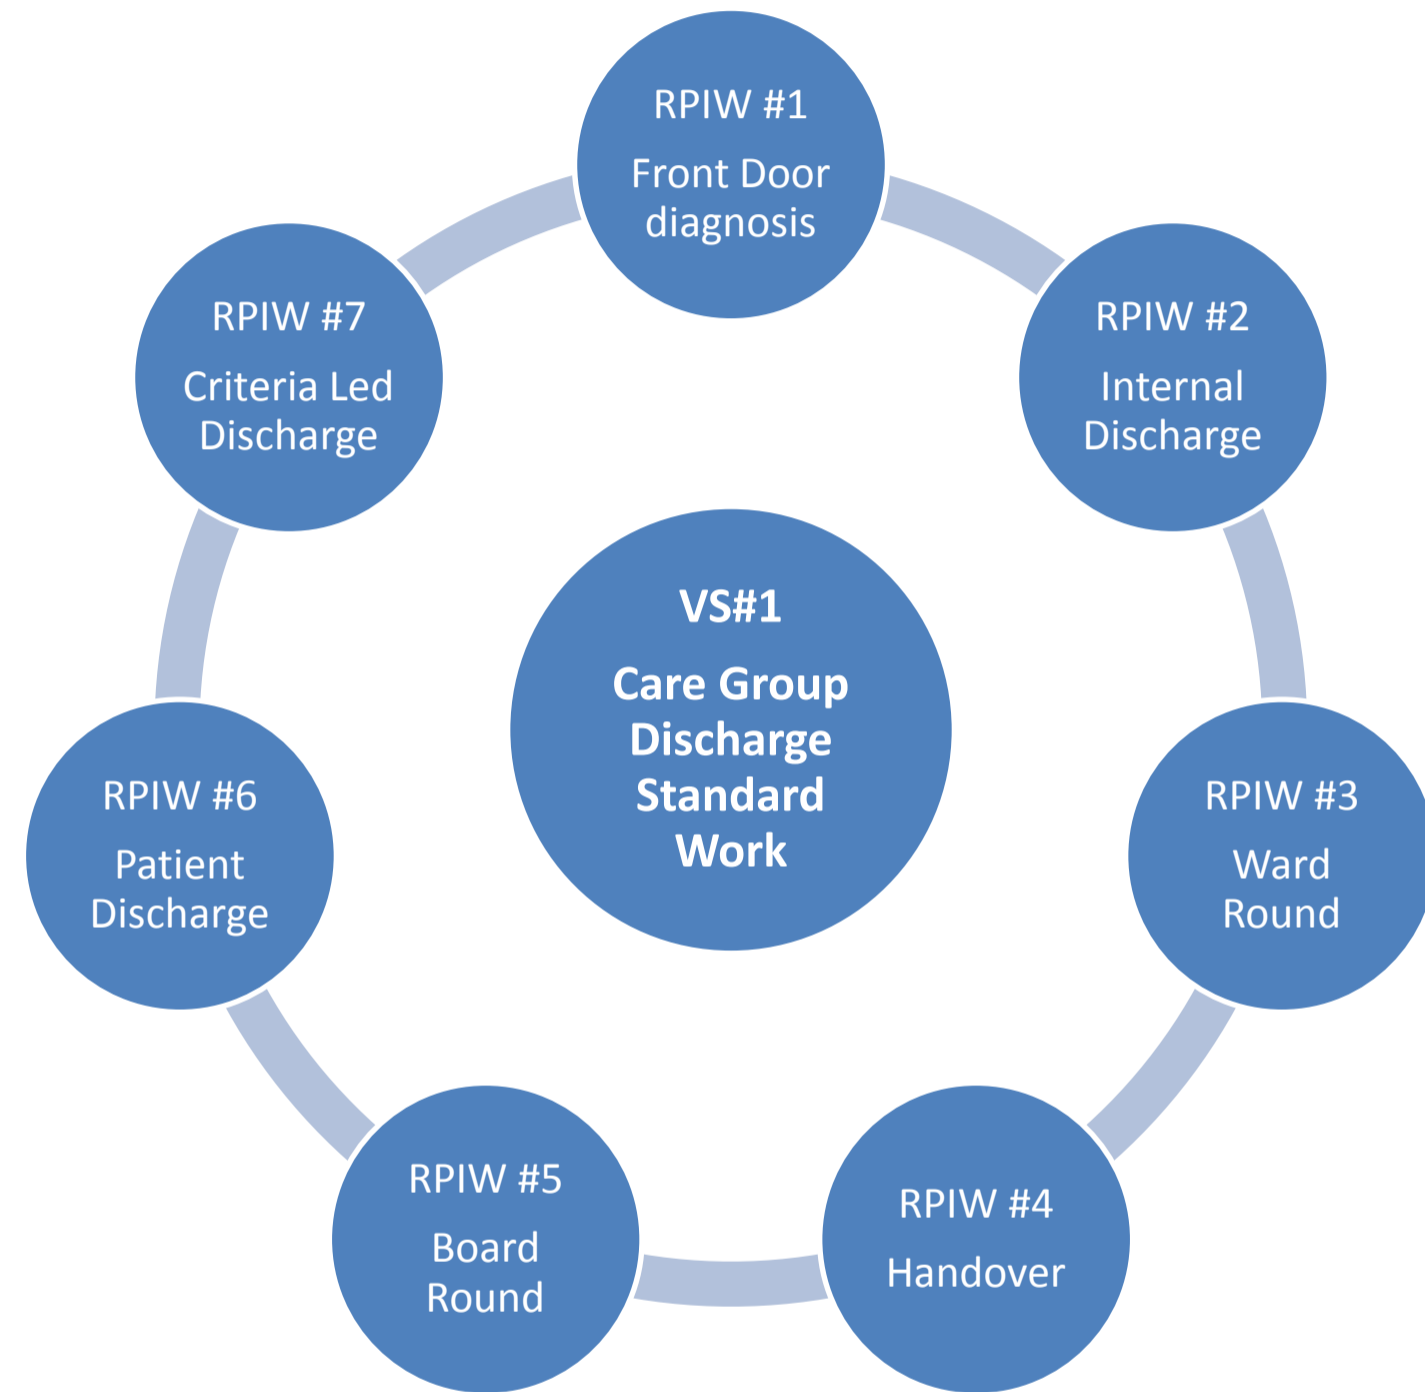 RPIW #1
Front Door
diagnosis
RPIW #2
Internal
Discharge
RPIW #3
Ward
Round
RPIW #4
Handover
RPIW #5
Board
Round
RPIW #6
Patient
Discharge
RPIW #7
Criteria Led
Discharge
VS#1
Care Group
Discharge
Standard
Work